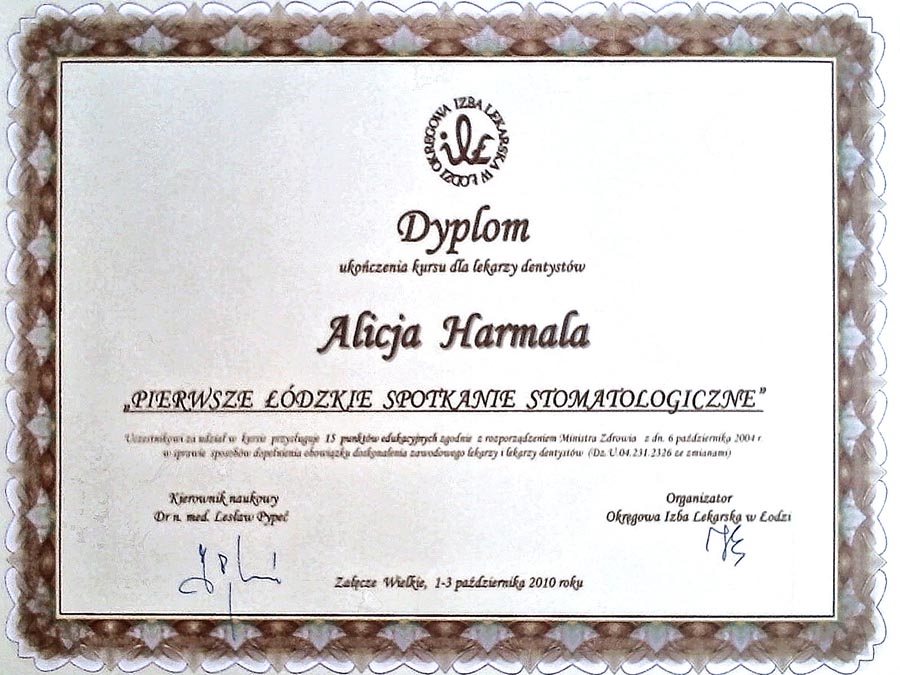 OKRĘGOWA IZBA LEKARSKA W ŁODZI
ilŁ
Dyplom
ukończenia kursu dla lekarzy dentystów
Alicja Harmala
„PIERWSZE ŁÓDZKIE SPOTKANIE STOMATOLOGICZNE”
Uczestnikowi za udział w kursie przysługuje 15 punktów edukacyjnych zgodnie z rozporządzeniem Ministra Zdrowia z dn. 6 października 2004 r.
w sprawie sposobów dopełnienia obowiązku doskonalenia zawodowego lekarzy i lekarzy dentystów (Dz. U.04.231.2326 ze zmianami)
Kierownik naukowy
Dr n. med. Lesław Pypeć
Organizator
Okręgowa Izba Lekarska w Łodzi
Załęcze Wielkie, 1-3 października 2010 roku